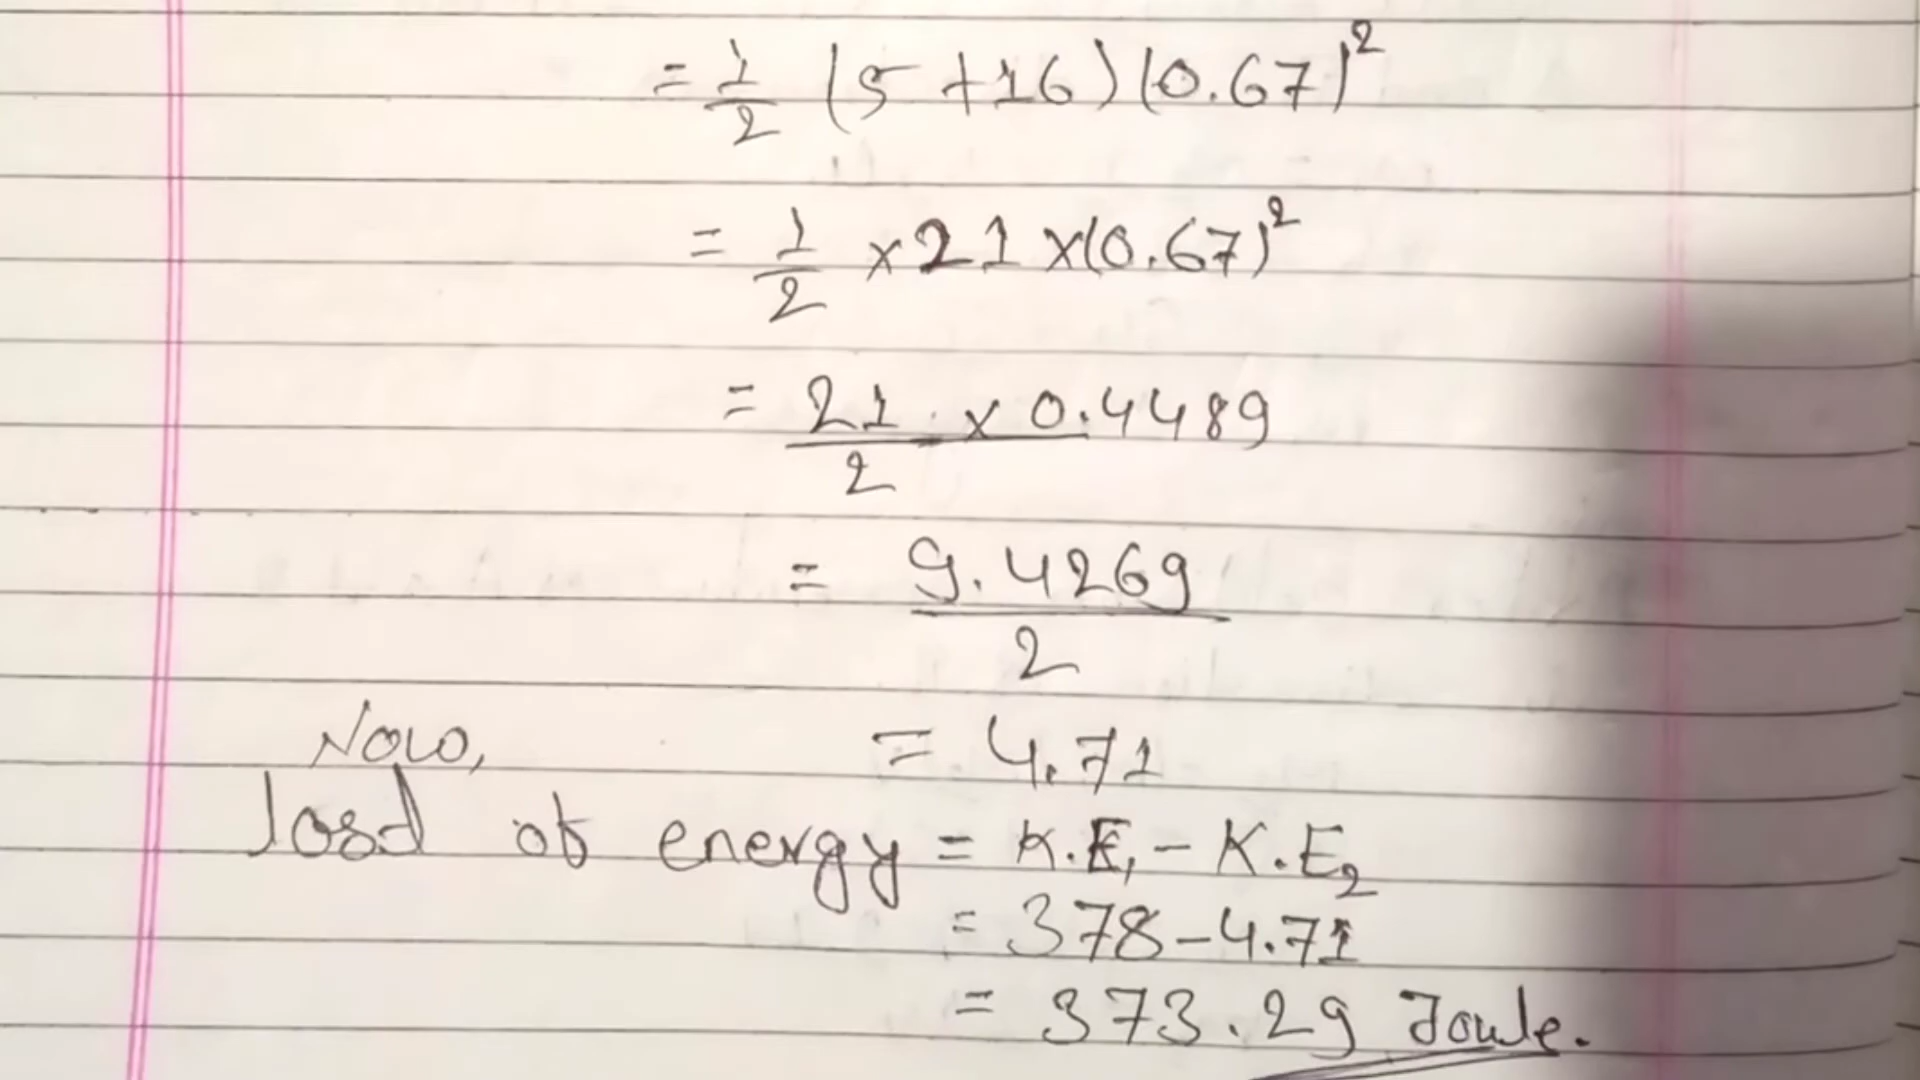 = 1/2 (5 + 16) (0.67)²
= 1/2 × 21 × (0.67)²
= 21 × 0.4489 / 2
= 9.4269 / 2
Now, = 4.71
losd of energy = K.E₁ - K.E₂
= 378 - 4.71
= 373.29 Joule.